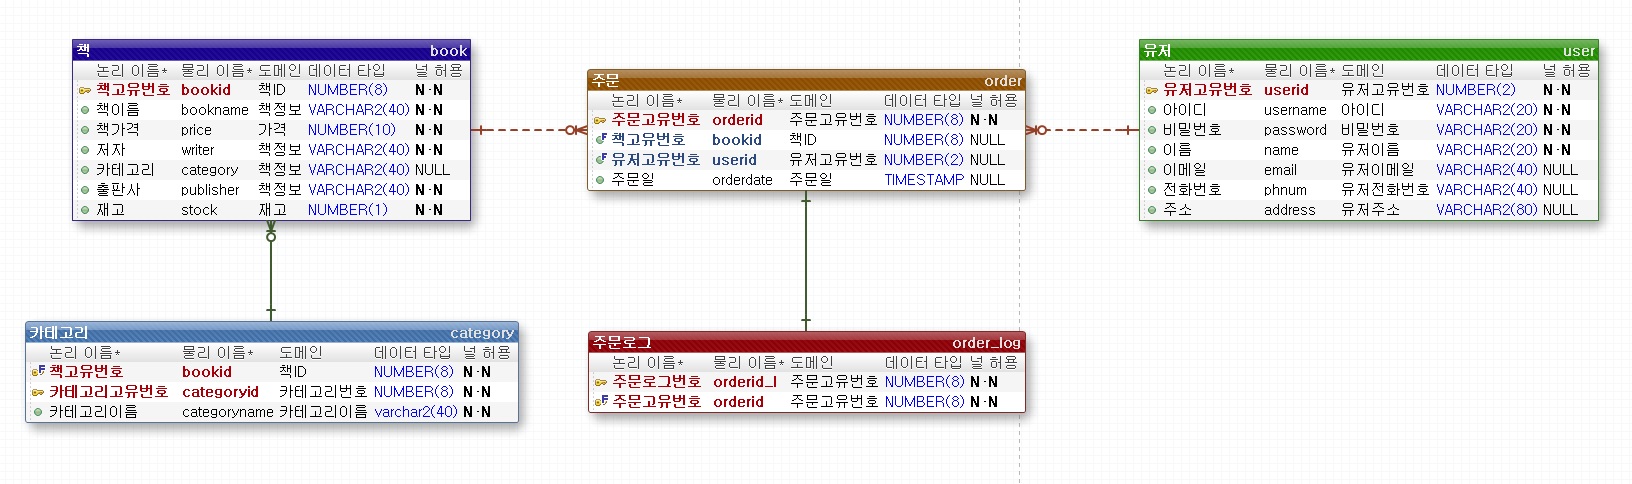 책 book
논리 이름* 물리 이름* 도메인 데이터 타입 널 허용
책고유번호 bookid 책ID NUMBER(8) N·N
책이름 bookname 책정보 VARCHAR2(40) N·N
책가격 price 가격 NUMBER(10) N·N
저자 writer 책정보 VARCHAR2(40) N·N
카테고리 category 책정보 VARCHAR2(40) NULL
출판사 publisher 책정보 VARCHAR2(40) N·N
재고 stock 재고 NUMBER(1) N·N
주문 order
논리 이름* 물리 이름* 도메인 데이터 타입 널 허용
주문고유번호 orderid 주문고유번호 NUMBER(8) N·N
책고유번호 bookid 책ID NUMBER(8) NULL
유저고유번호 userid 유저고유번호 NUMBER(2) NULL
주문일 orderdate 주문일 TIMESTAMP NULL
유저 user
논리 이름* 물리 이름* 도메인 데이터 타입 널 허용
유저고유번호 userid 유저고유번호 NUMBER(2) N·N
아이디 username 아이디 VARCHAR2(20) N·N
비밀번호 password 비밀번호 VARCHAR2(20) N·N
이름 name 유저이름 VARCHAR2(20) N·N
이메일 email 유저이메일 VARCHAR2(40) NULL
전화번호 phnum 유저전화번호 VARCHAR2(40) NULL
주소 address 유저주소 VARCHAR2(80) NULL
카테고리 category
논리 이름* 물리 이름* 도메인 데이터 타입 널 허용
책고유번호 bookid 책ID NUMBER(8) N·N
카테고리고유번호 categoryid 카테고리번호 NUMBER(8) N·N
카테고리이름 categoryname 카테고리이름 varchar2(40) N·N
주문로그 order_log
논리 이름* 물리 이름* 도메인 데이터 타입 널 허용
주문로그번호 orderid_l 주문고유번호 NUMBER(8) N·N
주문고유번호 orderid 주문고유번호 NUMBER(8) N·N